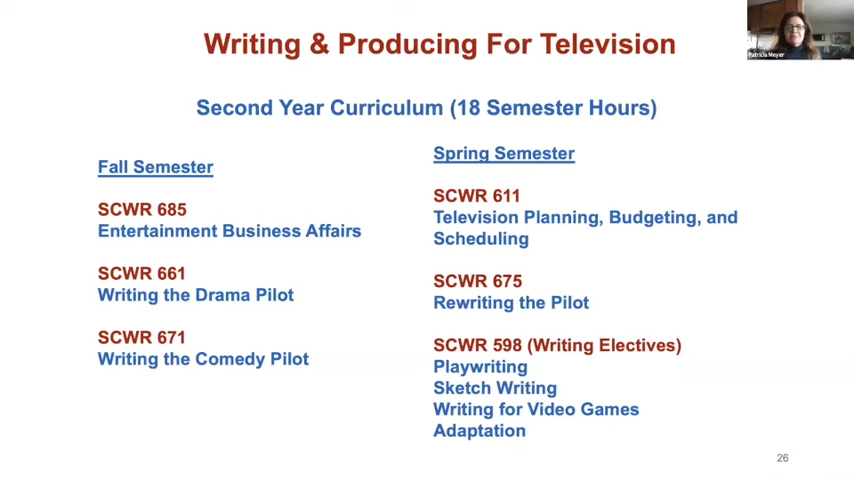 Writing & Producing For Television
Patricia Meyer
Second Year Curriculum (18 Semester Hours)
Fall Semester
SCWR 685
Entertainment Business Affairs
SCWR 661
Writing the Drama Pilot
SCWR 671
Writing the Comedy Pilot
Spring Semester
SCWR 611
Television Planning, Budgeting, and
Scheduling
SCWR 675
Rewriting the Pilot
SCWR 598 (Writing Electives)
Playwriting
Sketch Writing
Writing for Video Games
Adaptation
26